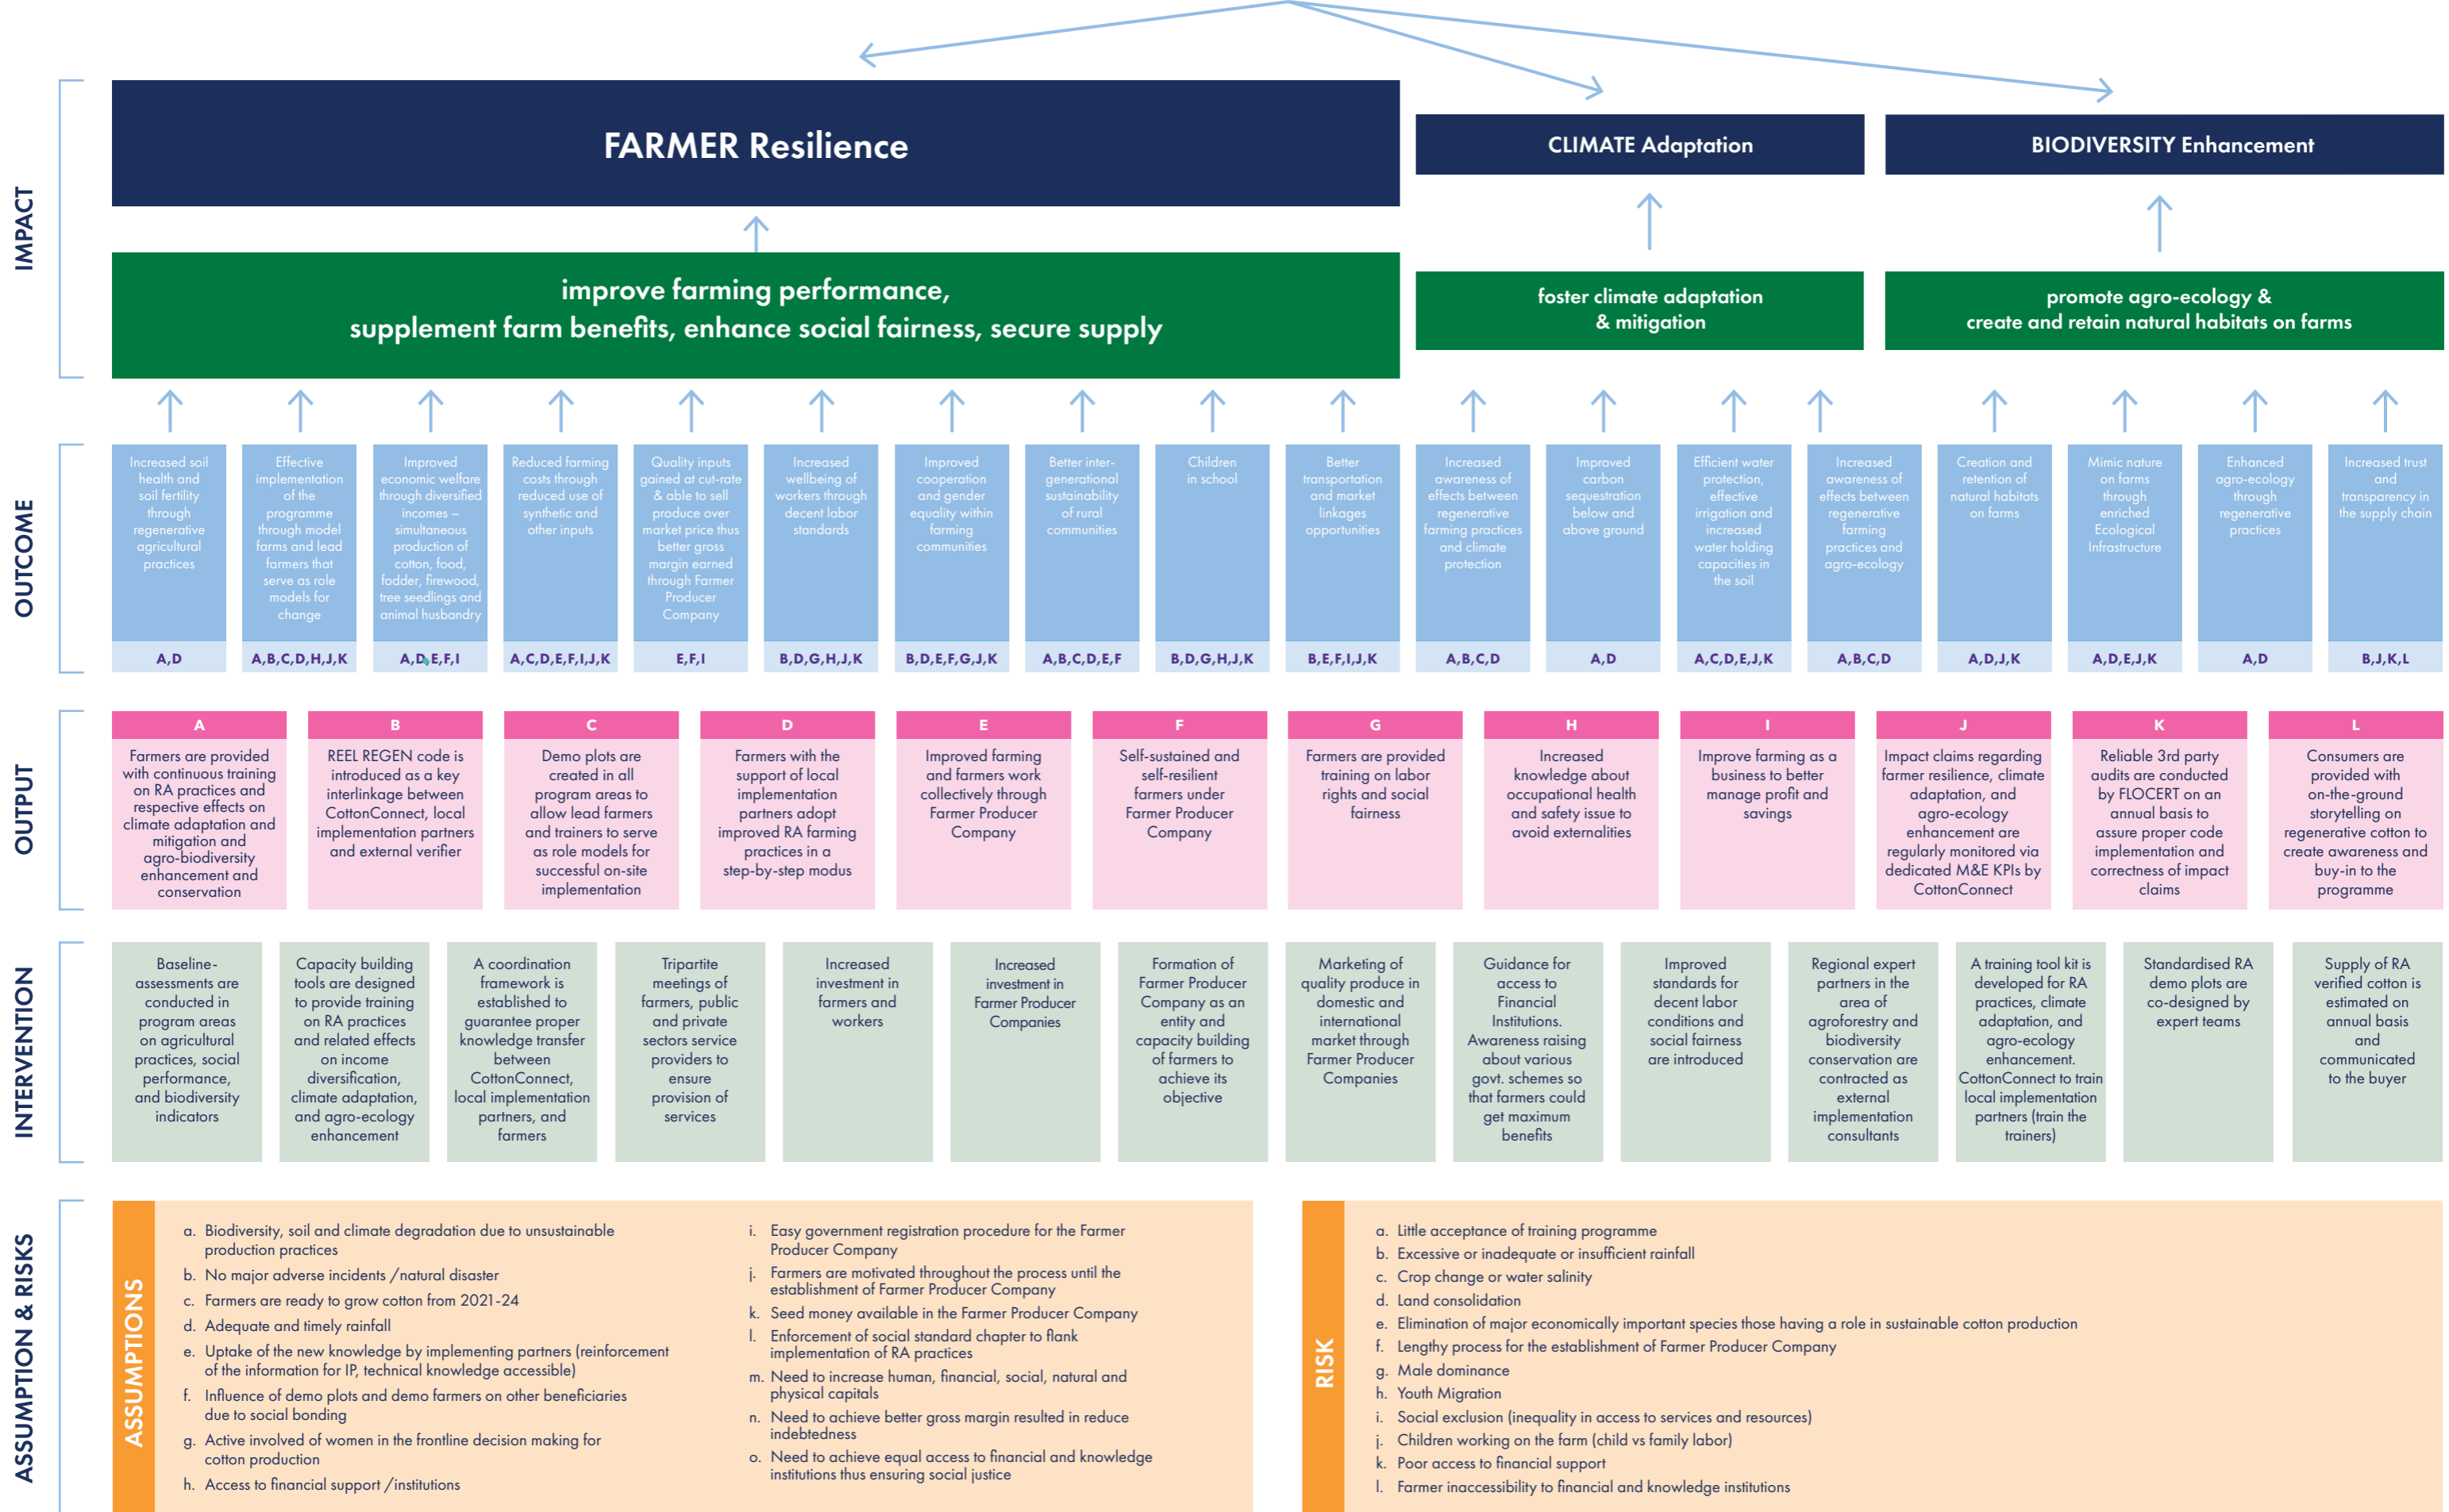 IMPACT
FARMER Resilience
CLIMATE Adaptation
BIODIVERSITY Enhancement
improve farming performance,
supplement farm benefits, enhance social fairness, secure supply
foster climate adaptation
& mitigation
promote agro-ecology &
create and retain natural habitats on farms
OUTCOME
Increased soil
health and
soil fertility
through
regenerative
agricultural
practices
A,D
Effective
implementation
of the
programme
through model
farms and lead
farmers that
serve as role
models for
change
A,B,C,D,H,J,K
Improved
economic welfare
through diversified
incomes –
simultaneous
production of
cotton, food,
fodder, firewood,
tree seedlings and
animal husbandry
A,D,E,F,I
Reduced farming
costs through
reduced use of
synthetic and
other inputs
A,C,D,E,F,I,J,K
Quality inputs
gained at cut-rate
& able to sell
produce over
market price thus
better gross
margin earned
through Farmer
Producer
Company
E,F,I
Increased
wellbeing of
workers through
decent labor
standards
B,D,G,H,J,K
Improved
cooperation
and gender
equality within
farming
communities
B,D,E,F,G,J,K
Better inter-
generational
sustainability
of rural
communities
A,B,C,D,E,F
Children
in school
B,D,G,H,J,K
Better
transportation
and market
linkages
opportunities
B,E,F,I,J,K
Increased
awareness of
effects between
regenerative
farming practices
and climate
protection
A,B,C,D
Improved
carbon
sequestration
below and
above ground
A,D
Efficient water
protection,
effective
irrigation and
increased
water holding
capacities in
the soil
A,C,D,E,J,K
Increased
awareness of
effects between
regenerative
farming
practices and
agro-ecology
A,B,C,D
Creation and
retention of
natural habitats
on farms
A,D,J,K
Mimic nature
on farms
through
enriched
Ecological
Infrastructure
A,D,E,J,K
Enhanced
agro-ecology
through
regenerative
practices
A,D
Increased trust
and
transparency in
the supply chain
B,J,K,L
OUTPUT
A
Farmers are provided
with continuous training
on RA practices and
respective effects on
climate adaptation and
mitigation and
agro-biodiversity
enhancement and
conservation
B
REEL REGEN code is
introduced as a key
interlinkage between
CottonConnect, local
implementation partners
and external verifier
C
Demo plots are
created in all
program areas to
allow lead farmers
and trainers to serve
as role models for
successful on-site
implementation
D
Farmers with the
support of local
implementation
partners adopt
improved RA farming
practices in a
step-by-step modus
E
Improved farming
and farmers work
collectively through
Farmer Producer
Company
F
Self-sustained and
self-resilient
farmers under
Farmer Producer
Company
G
Farmers are provided
training on labor
rights and social
fairness
H
Increased
knowledge about
occupational health
and safety issue to
avoid externalities
I
Improve farming as a
business to better
manage profit and
savings
J
Impact claims regarding
farmer resilience, climate
adaptation, and
agro-ecology
enhancement are
regularly monitored via
dedicated M&E KPIs by
CottonConnect
K
Reliable 3rd party
audits are conducted
by FLOCERT on an
annual basis to
assure proper code
implementation and
correctness of impact
claims
L
Consumers are
provided with
on-the-ground
storytelling on
regenerative cotton to
create awareness and
buy-in to the
programme
INTERVENTION
Baseline-
assessments are
conducted in
program areas
on agricultural
practices, social
performance,
and biodiversity
indicators
Capacity building
tools are designed
to provide training
on RA practices
and related effects
on income
diversification,
climate adaptation,
and agro-ecology
enhancement
A coordination
framework is
established to
guarantee proper
knowledge transfer
between
CottonConnect,
local implementation
partners, and
farmers
Tripartite
meetings of
farmers, public
and private
sectors service
providers to
ensure
provision of
services
Increased
investment in
farmers and
workers
Increased
investment in
Farmer Producer
Companies
Formation of
Farmer Producer
Company as an
entity and
capacity building
of farmers to
achieve its
objective
Marketing of
quality produce in
domestic and
international
market through
Farmer Producer
Companies
Guidance for
access to
Financial
Institutions.
Awareness raising
about various
govt. schemes so
that farmers could
get maximum
benefits
Improved
standards for
decent labor
conditions and
social fairness
are introduced
Regional expert
partners in the
area of
agroforestry and
biodiversity
conservation are
contracted as
external
implementation
consultants
A training tool kit is
developed for RA
practices, climate
adaptation, and
agro-ecology
enhancement.
CottonConnect to train
local implementation
partners (train the
trainers)
Standardised RA
demo plots are
co-designed by
expert teams
Supply of RA
verified cotton is
estimated on
annual basis
and
communicated
to the buyer
ASSUMPTION & RISKS
ASSUMPTIONS
a. Biodiversity, soil and climate degradation due to unsustainable
production practices
b. No major adverse incidents /natural disaster
c. Farmers are ready to grow cotton from 2021-24
d. Adequate and timely rainfall
e. Uptake of the new knowledge by implementing partners (reinforcement
of the information for IP, technical knowledge accessible)
f. Influence of demo plots and demo farmers on other beneficiaries
due to social bonding
g. Active involved of women in the frontline decision making for
cotton production
h. Access to financial support /institutions
i. Easy government registration procedure for the Farmer
Producer Company
j. Farmers are motivated throughout the process until the
establishment of Farmer Producer Company
k. Seed money available in the Farmer Producer Company
l. Enforcement of social standard chapter to flank
implementation of RA practices
m. Need to increase human, financial, social, natural and
physical capitals
n. Need to achieve better gross margin resulted in reduce
indebtedness
o. Need to achieve equal access to financial and knowledge
institutions thus ensuring social justice
RISK
a. Little acceptance of training programme
b. Excessive or inadequate or insufficient rainfall
c. Crop change or water salinity
d. Land consolidation
e. Elimination of major economically important species those having a role in sustainable cotton production
f. Lengthy process for the establishment of Farmer Producer Company
g. Male dominance
h. Youth Migration
i. Social exclusion (inequality in access to services and resources)
j. Children working on the farm (child vs family labor)
k. Poor access to financial support
l. Farmer inaccessibility to financial and knowledge institutions